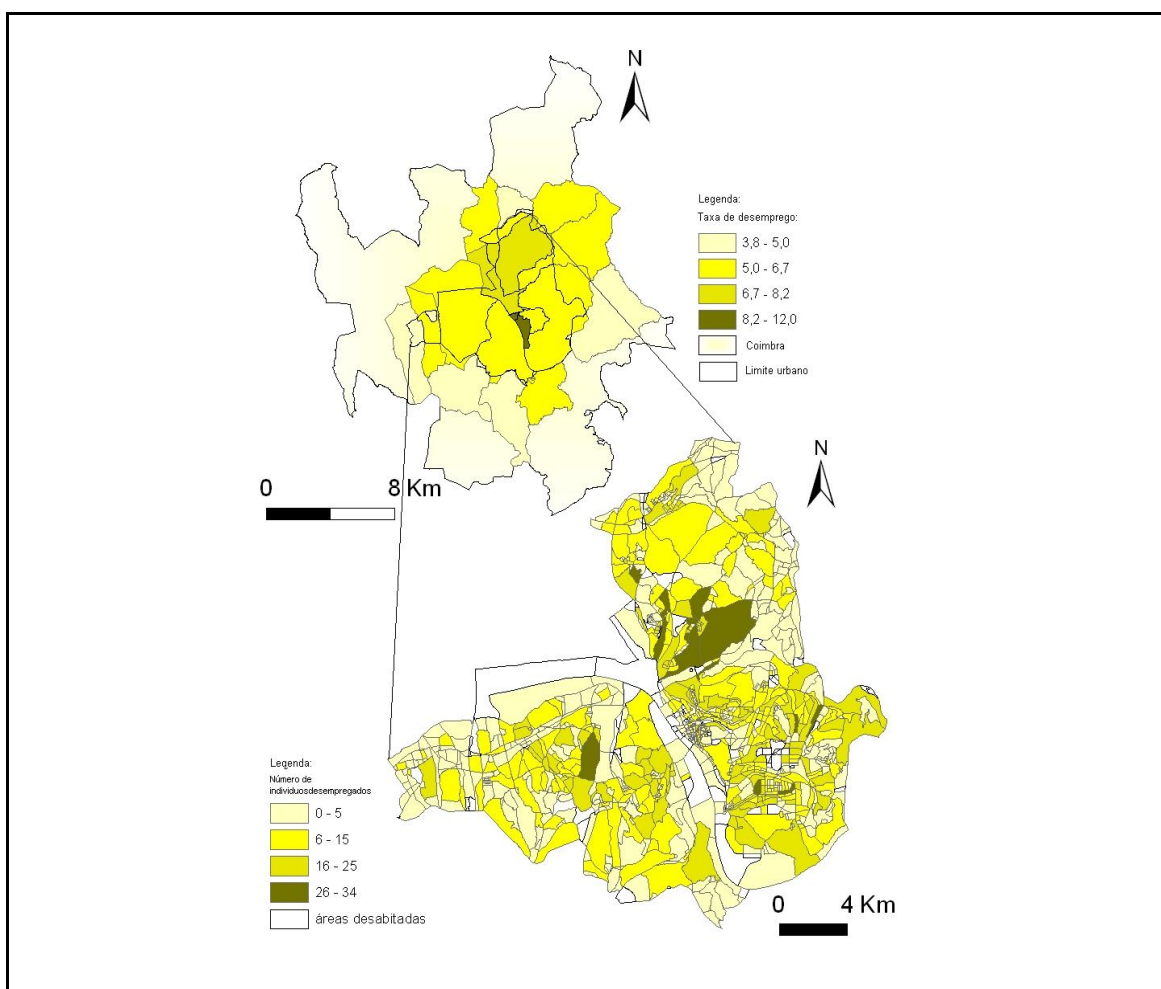 N
Legenda:
Taxa de desemprego:
3,8 - 5,0
5,0 - 6,7
6,7 - 8,2
8,2 - 12,0
Coimbra
Limite urbano
0 8 Km
N
Legenda:
Número de
individuosdesempregados
0 - 5
6 - 15
16 - 25
26 - 34
áreas desabitadas
0 4 Km